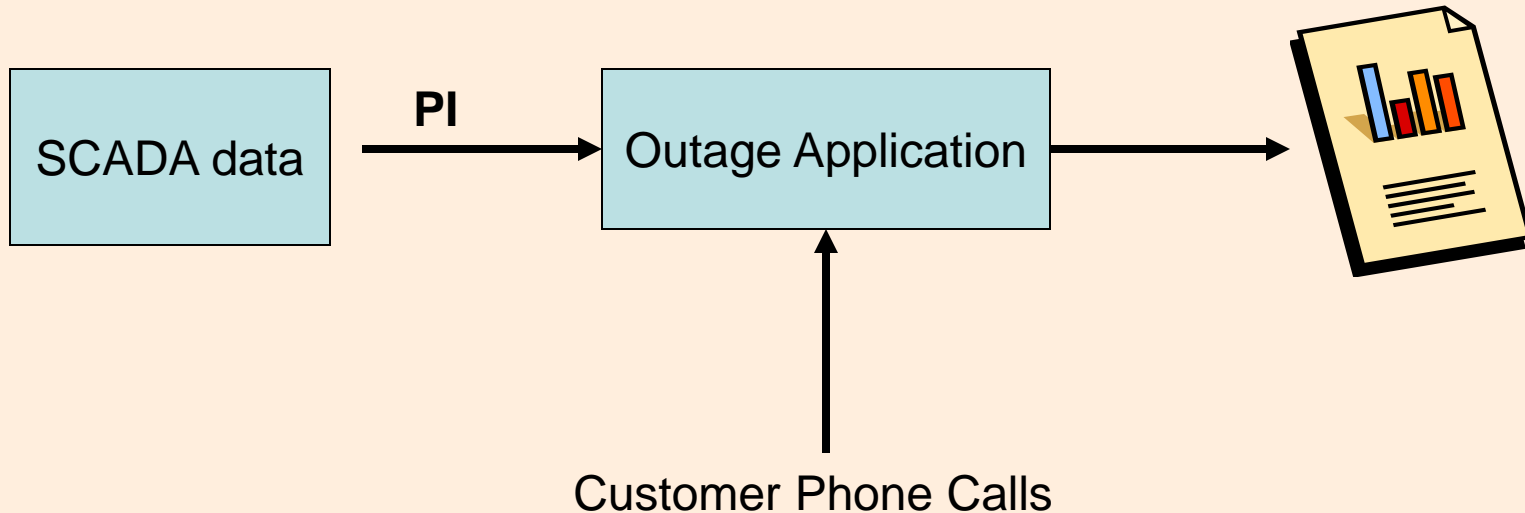 SCADA data
PI
Outage Application
Customer Phone Calls